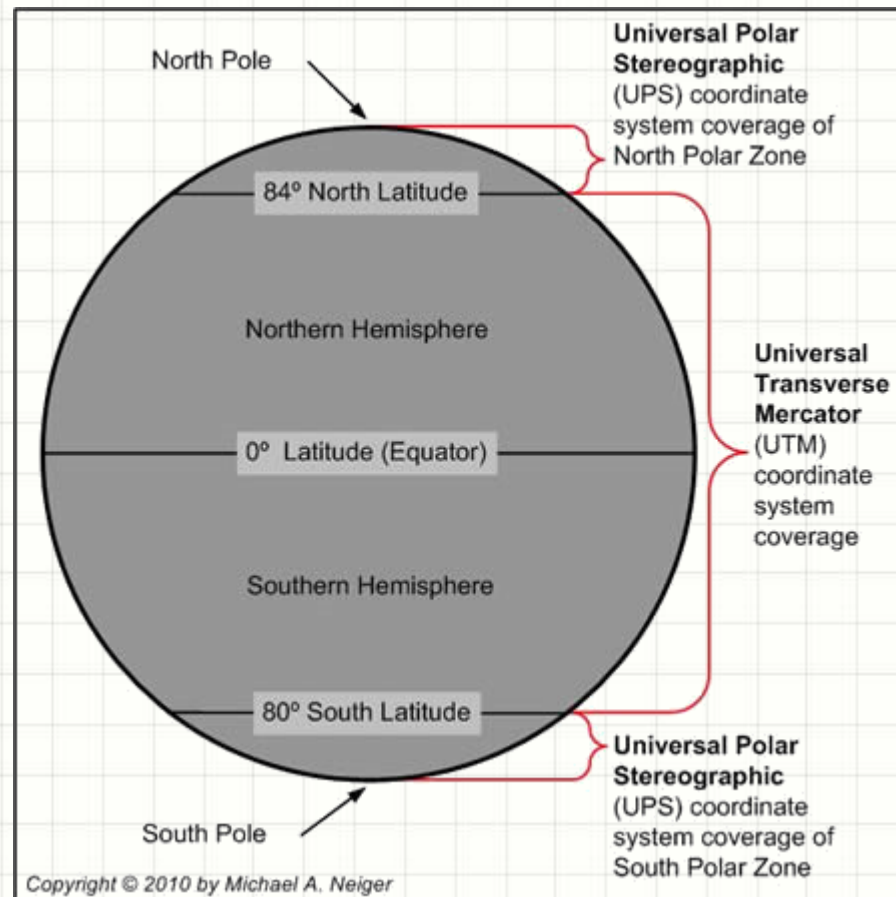 North Pole
Universal Polar
Stereographic
(UPS) coordinate
system coverage of
North Polar Zone
84º North Latitude
Northern Hemisphere
Universal
Transverse
Mercator
(UTM)
coordinate
system
coverage
0º Latitude (Equator)
Southern Hemisphere
80º South Latitude
Universal Polar
Stereographic
(UPS) coordinate
system coverage of
South Polar Zone
South Pole
Copyright © 2010 by Michael A. Neiger